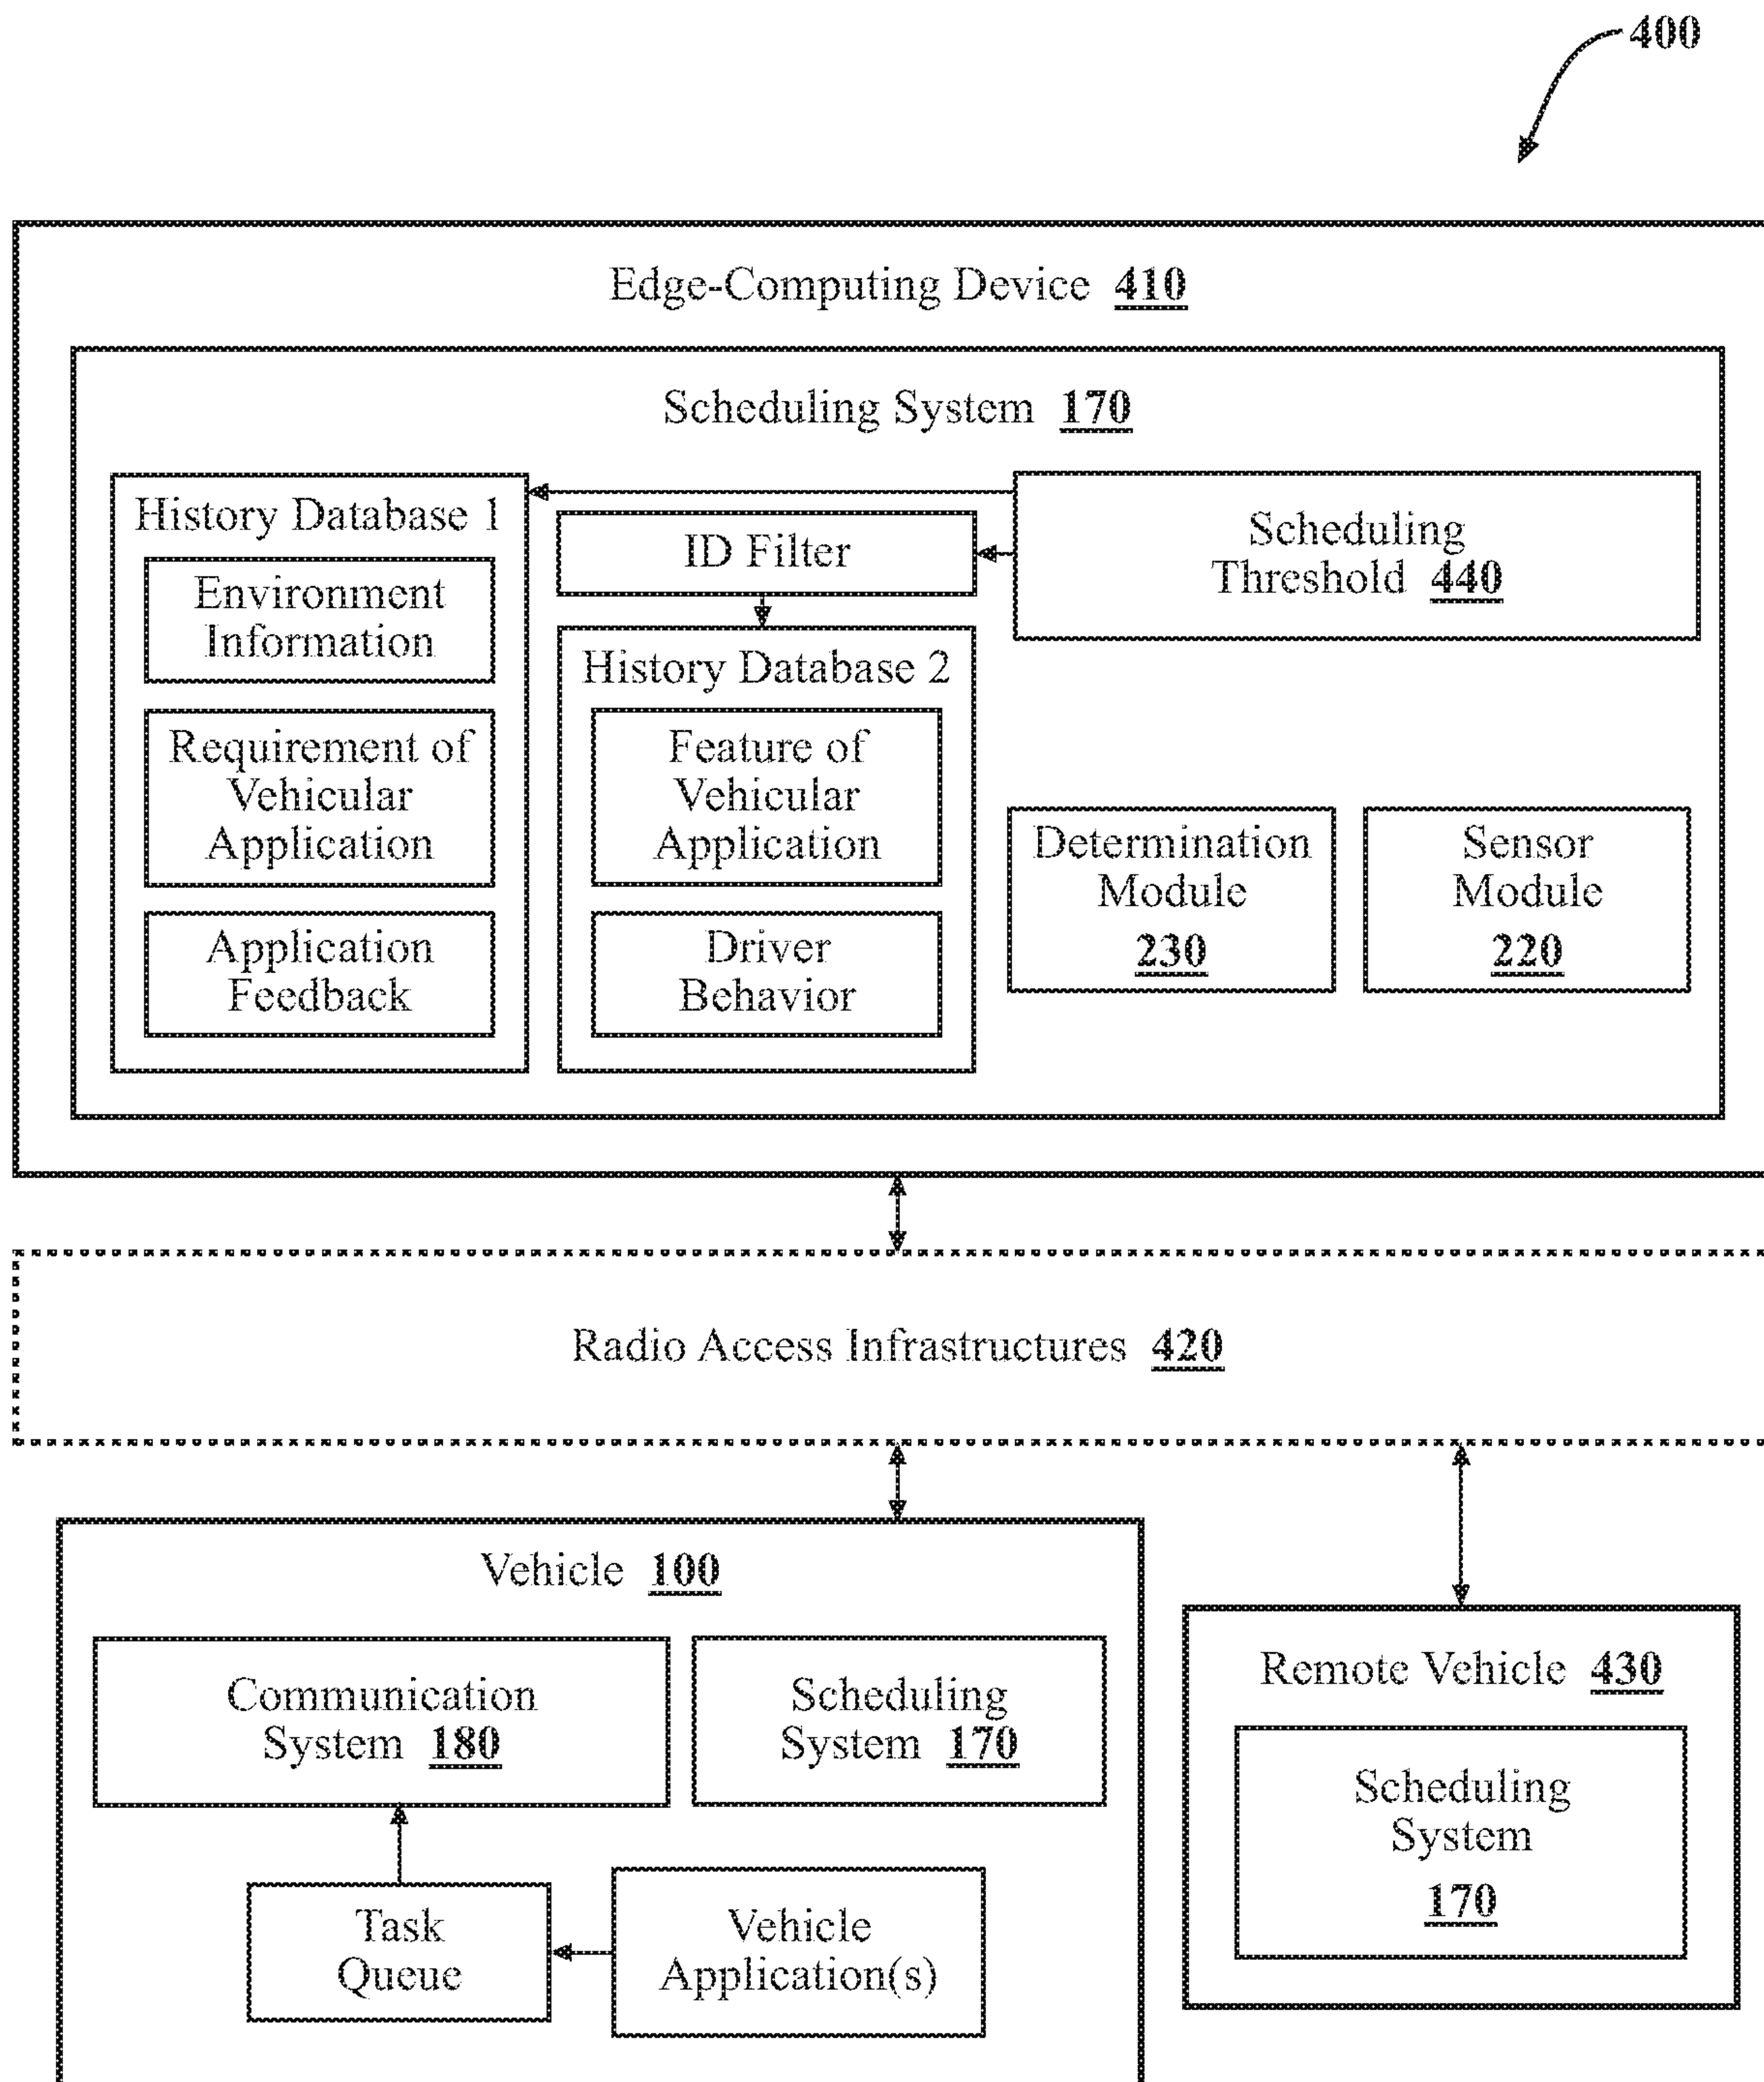 400
Edge-Computing Device 410
Scheduling System 170
History Database 1
Environment
Information
Requirement of
Vehicular
Application
Application
Feedback
ID Filter
History Database 2
Feature of
Vehicular
Application
Driver
Behavior
Scheduling
Threshold 440
Determination
Module
230
Sensor
Module
220
Radio Access Infrastructures 420
Vehicle 100
Communication
System 180
Scheduling
System 170
Task
Queue
Vehicle
Application(s)
Remote Vehicle 430
Scheduling
System
170